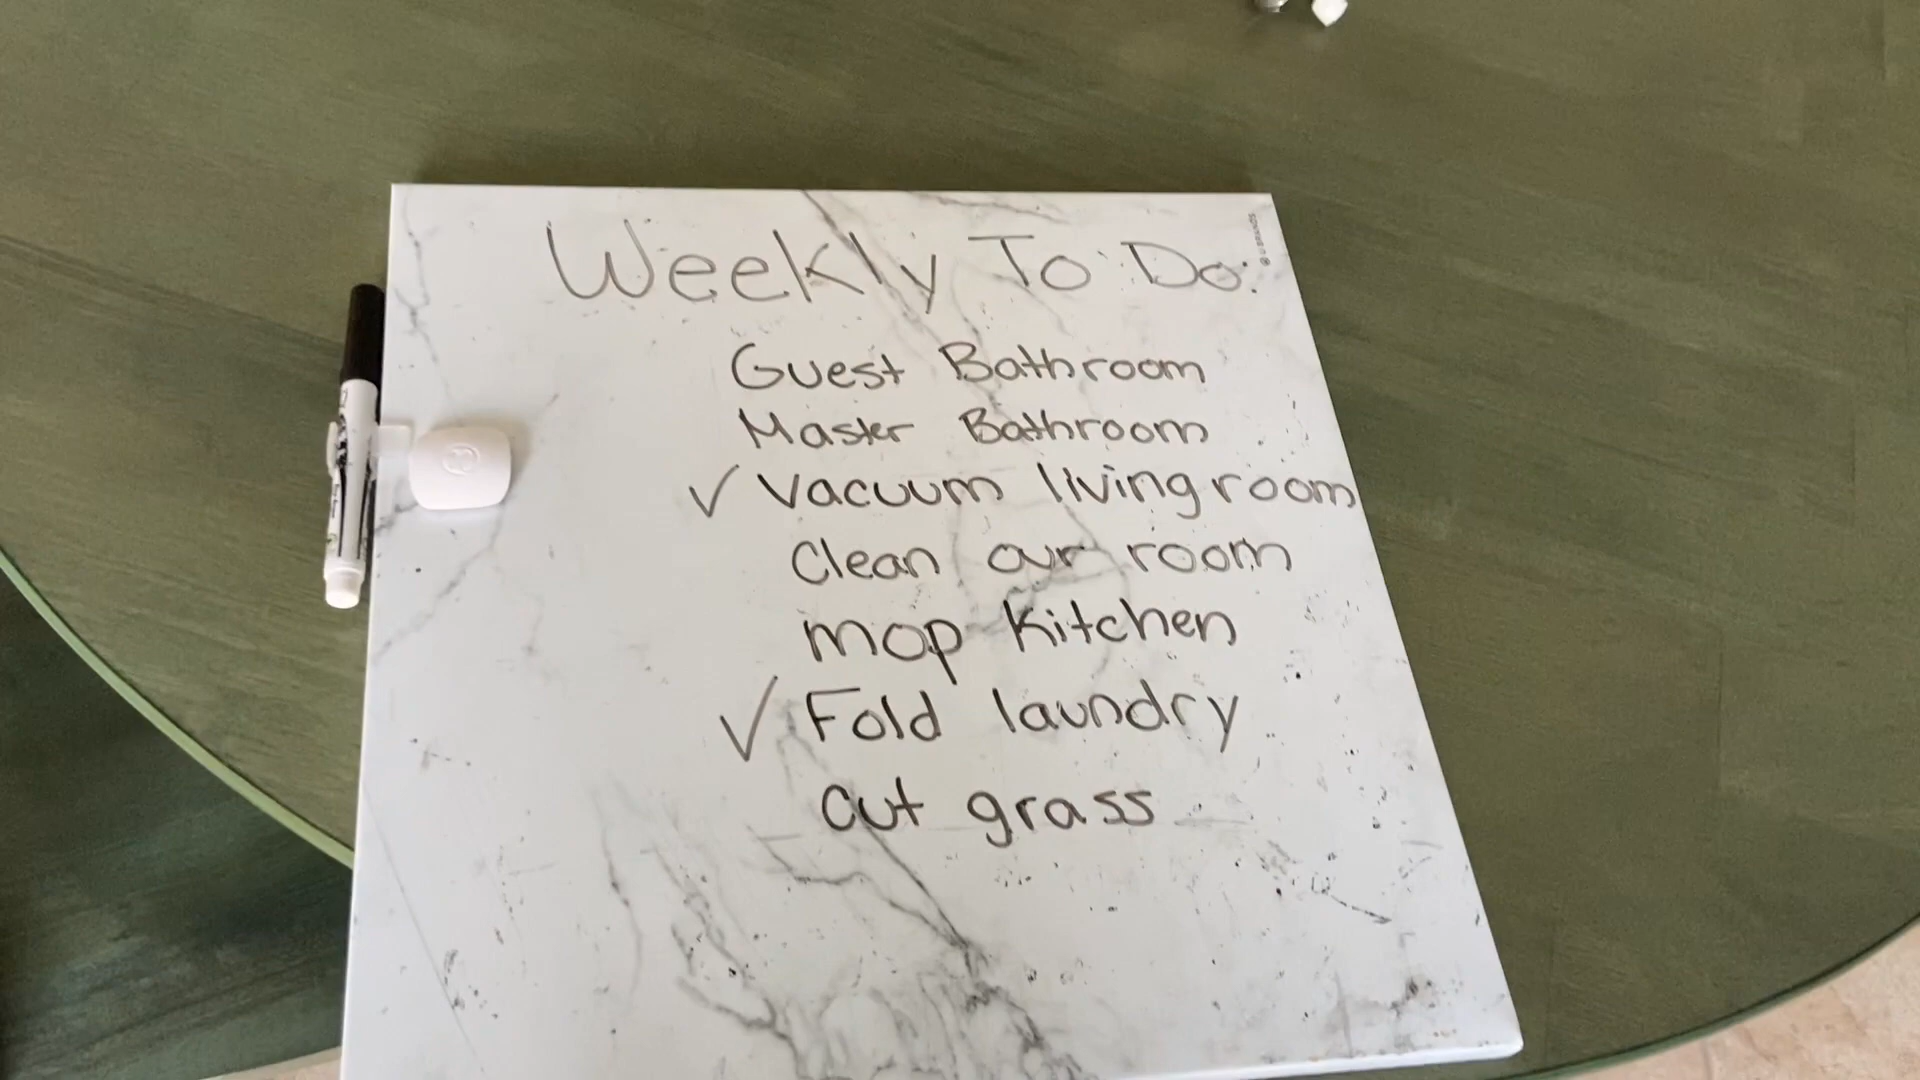 Weekly To Do:
Guest Bathroom
Master Bathroom
✓ Vacuum living room
Clean our room
mop kitchen
✓ Fold laundry
cut grass
U BRANDS